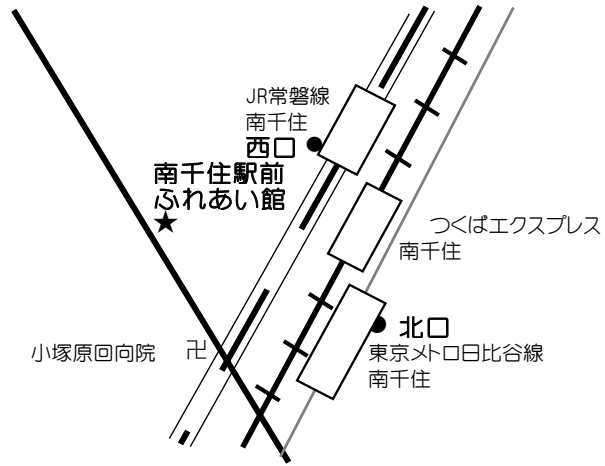 JR常磐線
南千住
西口
南千住駅前
ふれあい館
★
つくばエクスプレス
南千住
北口
小塚原回向院 卍
東京メトロ日比谷線
南千住